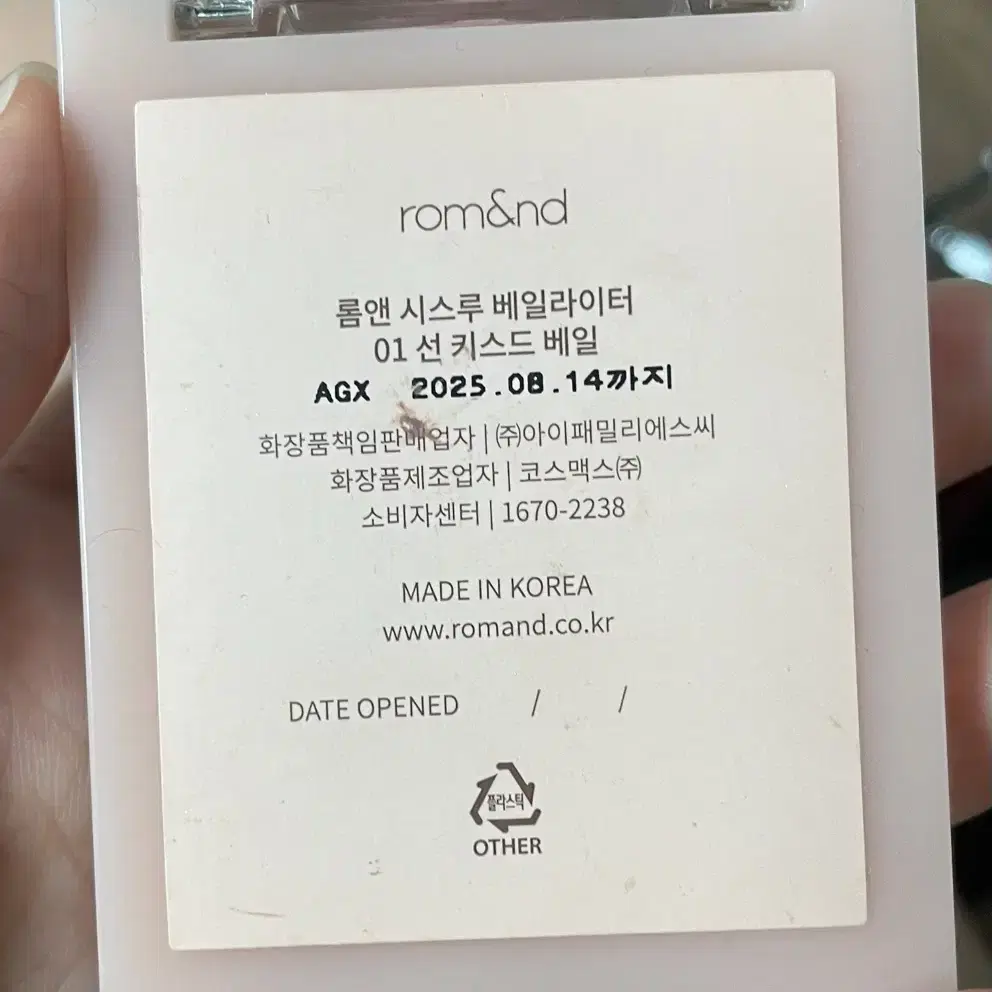 rom&nd
롬앤 시스루 베일라이터
01 선 키스드 베일
AGX 2025.08.14까지
화장품책임판매업자 | ㈜아이패밀리에스씨
화장품제조업자 | 코스맥스㈜
소비자센터 | 1670-2238
MADE IN KOREA
www.romand.co.kr
DATE OPENED / /
플라스틱
OTHER